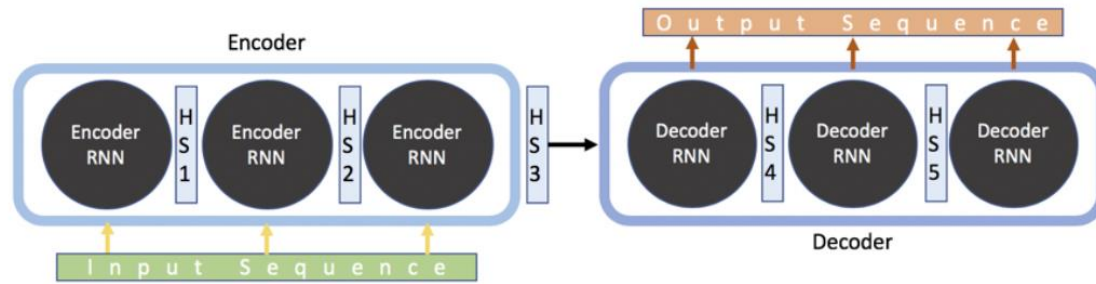 Output Sequence
Encoder
Encoder RNN
HS1
Encoder RNN
HS2
Encoder RNN
HS3
Decoder RNN
HS4
Decoder RNN
HS5
Decoder RNN
Decoder
Input Sequence